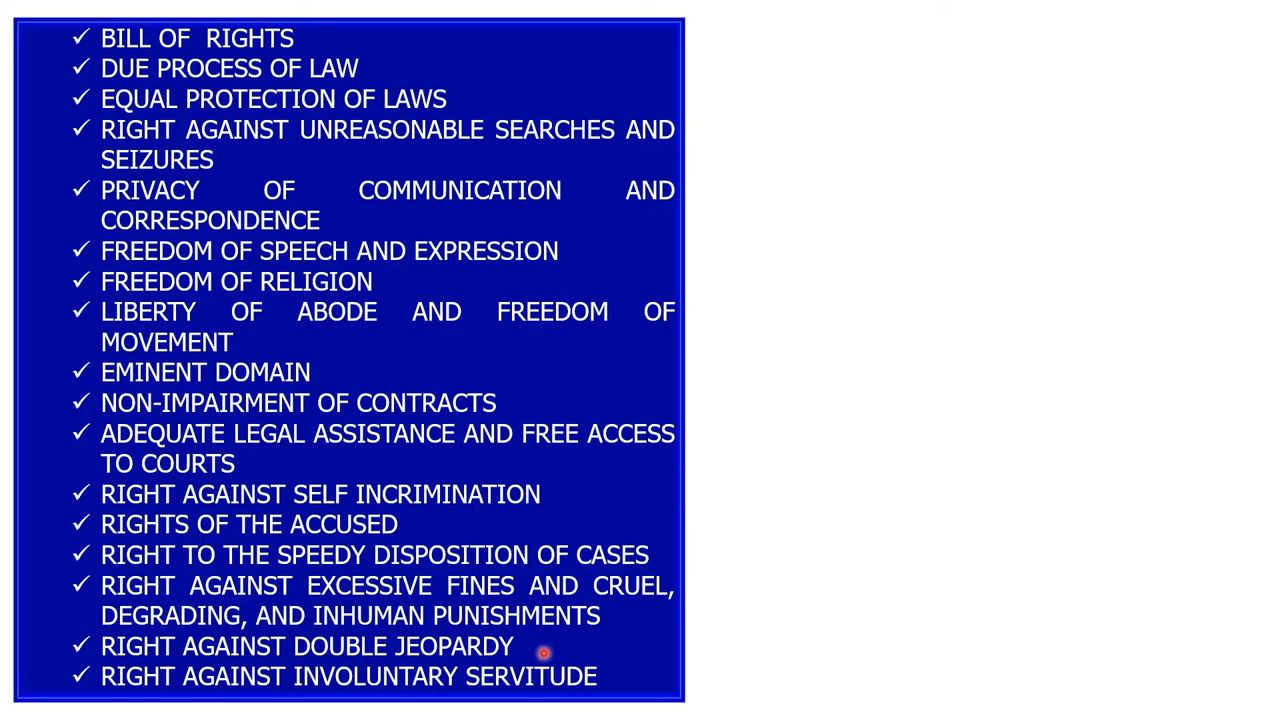 ✓ BILL OF  RIGHTS
✓ DUE PROCESS OF LAW
✓ EQUAL PROTECTION OF LAWS
✓ RIGHT AGAINST UNREASONABLE SEARCHES AND
SEIZURES
✓ PRIVACY OF COMMUNICATION AND
CORRESPONDENCE
✓ FREEDOM OF SPEECH AND EXPRESSION
✓ FREEDOM OF RELIGION
✓ LIBERTY OF ABODE AND FREEDOM OF
MOVEMENT
✓ EMINENT DOMAIN
✓ NON-IMPAIRMENT OF CONTRACTS
✓ ADEQUATE LEGAL ASSISTANCE AND FREE ACCESS
TO COURTS
✓ RIGHT AGAINST SELF INCRIMINATION
✓ RIGHTS OF THE ACCUSED
✓ RIGHT TO THE SPEEDY DISPOSITION OF CASES
✓ RIGHT AGAINST EXCESSIVE FINES AND CRUEL,
DEGRADING, AND INHUMAN PUNISHMENTS
✓ RIGHT AGAINST DOUBLE JEOPARDY
✓ RIGHT AGAINST INVOLUNTARY SERVITUDE